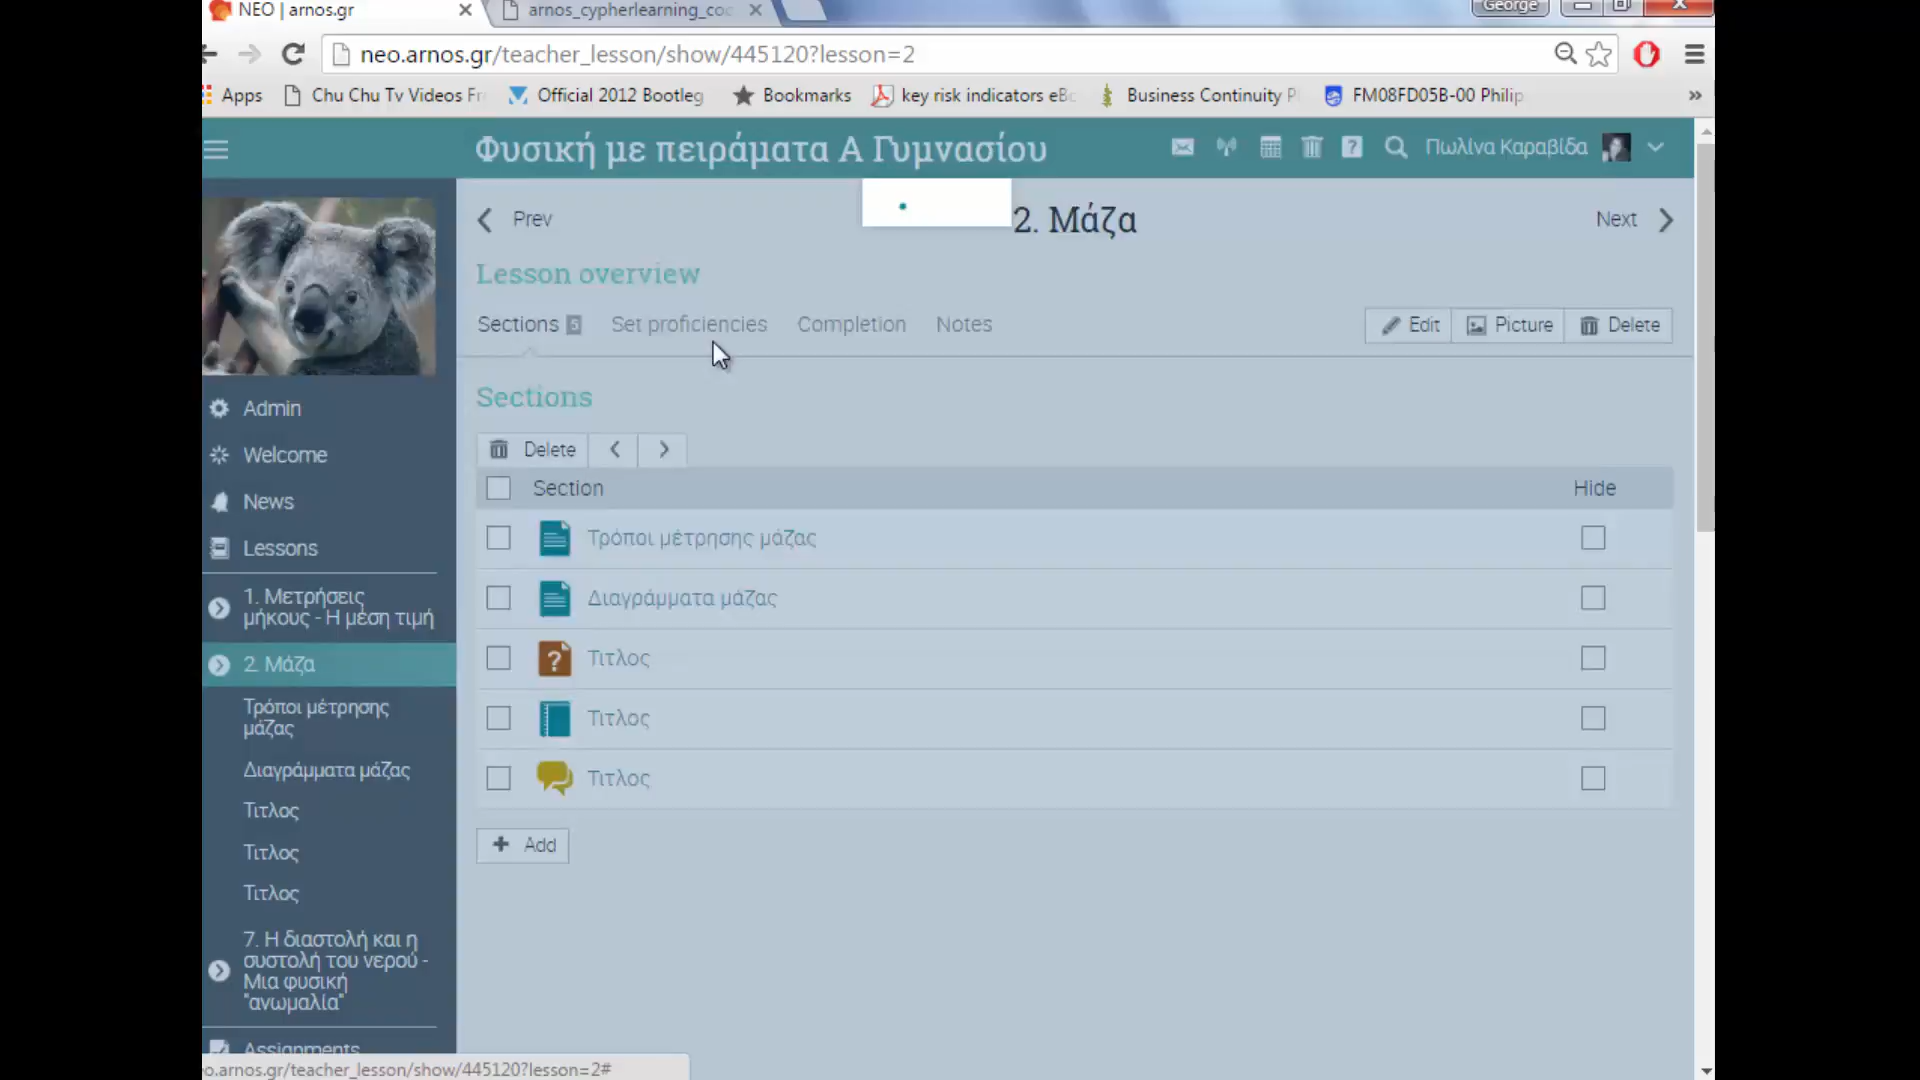 NEO | arnos.gr
arnos_cypherlearning_coc
George
neo.arnos.gr/teacher_lesson/show/445120?lesson=2
Apps
Chu Chu Tv Videos Fr
Official 2012 Bootleg
Bookmarks
key risk indicators eBo
Business Continuity P
FM08FD05B-00 Philip
»
Φυσική με πειράματα Α Γυμνασίου
Πωλίνα Καραβίδα
Prev
2. Μάζα
Next
Lesson overview
Sections 5
Set proficiencies
Completion
Notes
Edit
Picture
Delete
Sections
Delete
Section
Hide
Τρόποι μέτρησης μάζας
Διαγράμματα μάζας
Τιτλος
Τιτλος
Τιτλος
Add
Admin
Welcome
News
Lessons
1. Μετρήσεις
μήκους - Η μέση τιμή
2. Μάζα
Τρόποι μέτρησης
μάζας
Διαγράμματα μάζας
Τιτλος
Τιτλος
Τιτλος
7. Η διαστολή και η
συστολή του νερού -
Μια φυσική
"ανωμαλία"
Assignments
eo.arnos.gr/teacher_lesson/show/445120?lesson=2#